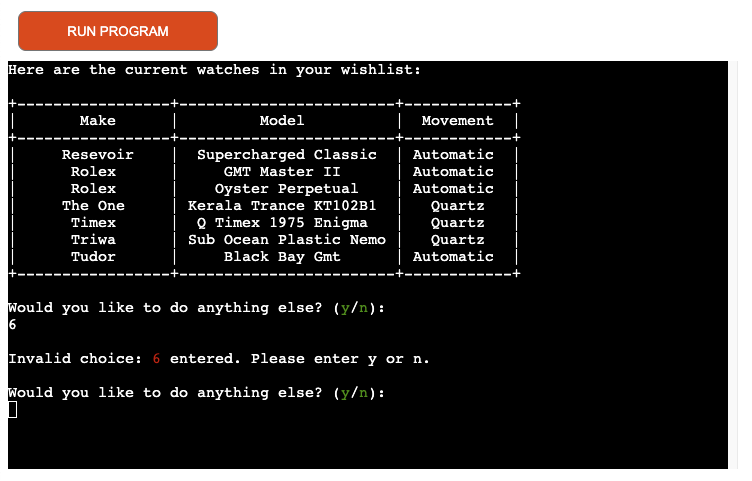 RUN PROGRAM
Here are the current watches in your wishlist:
+-----------------+------------------------+------------+
|       Make      |         Model          |  Movement  |
+-----------------+------------------------+------------+
|     Resevoir    |  Supercharged Classic  | Automatic  |
|      Rolex      |     GMT Master II      | Automatic  |
|      Rolex      |    Oyster Perpetual    | Automatic  |
|     The One     | Kerala Trance KT102B1  |   Quartz   |
|      Timex      |  Q Timex 1975 Enigma   |   Quartz   |
|      Triwa      | Sub Ocean Plastic Nemo |   Quartz   |
|      Tudor      |     Black Bay Gmt      | Automatic  |
+-----------------+------------------------+------------+
Would you like to do anything else? (y/n):
6
Invalid choice: 6 entered. Please enter y or n.
Would you like to do anything else? (y/n):